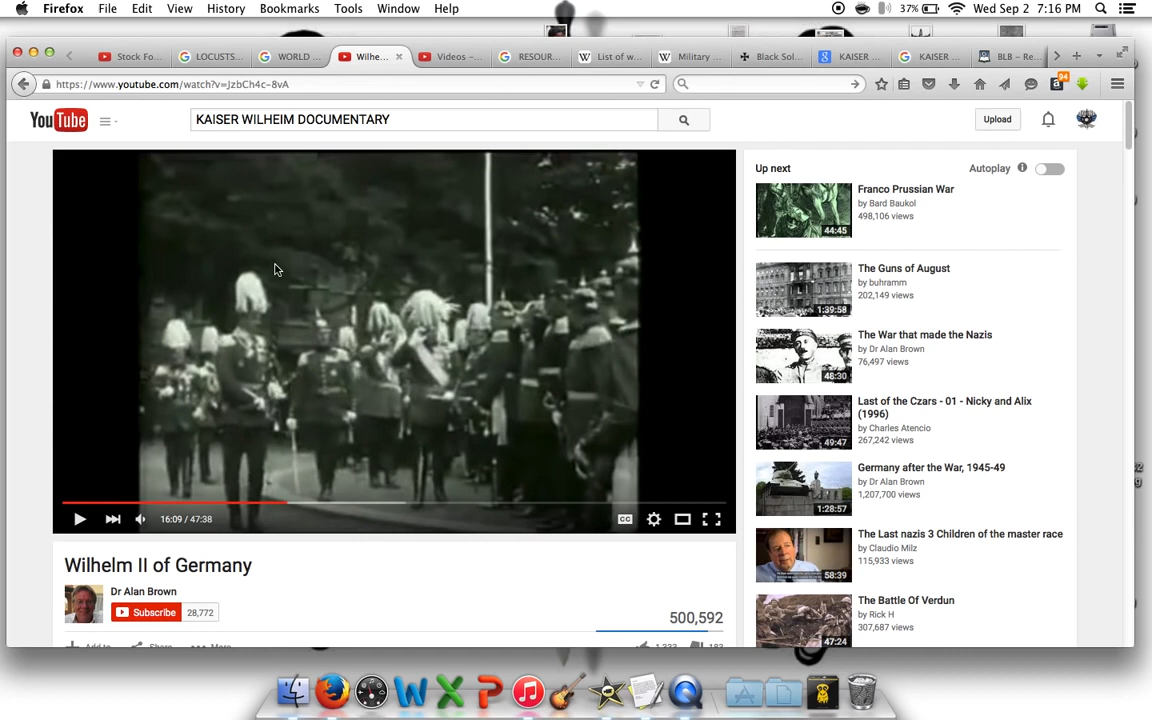 Firefox File Edit View History Bookmarks Tools Window Help 37% Wed Sep 2 7:16 PM
Stock Fo... LOCUSTS... WORLD ... Wilhe... Videos –... RESOUR... List of w... Military ... Black Sol... KAISER ... KAISER ... BLB – Re...
https://www.youtube.com/watch?v=JzbCh4c-8vA
94
YouTube
KAISER WILHEIM DOCUMENTARY
Upload
Up next
Autoplay
Franco Prussian War
by Bard Baukol
498,106 views
44:45
The Guns of August
by buhramm
202,149 views
1:39:58
The War that made the Nazis
by Dr Alan Brown
76,497 views
48:30
Last of the Czars - 01 - Nicky and Alix
(1996)
by Charles Atencio
267,242 views
49:47
Germany after the War, 1945-49
by Dr Alan Brown
1,207,700 views
1:28:57
The Last nazis 3 Children of the master race
by Claudio Milz
115,933 views
58:39
The Battle Of Verdun
by Rick H
307,687 views
47:24
16:09 / 47:38
CC
Wilhelm II of Germany
Dr Alan Brown
Subscribe 28,772
500,592
Add to Share More